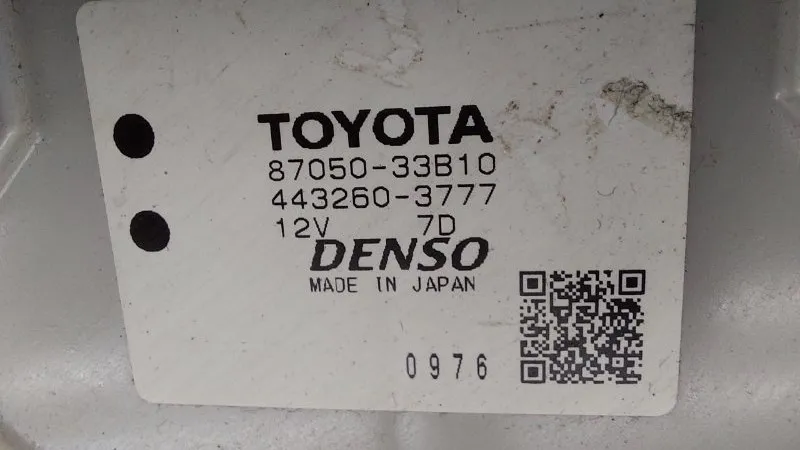 TOYOTA
87050-33B10
443260-3777
12V 7D
DENSO
MADE IN JAPAN
0976